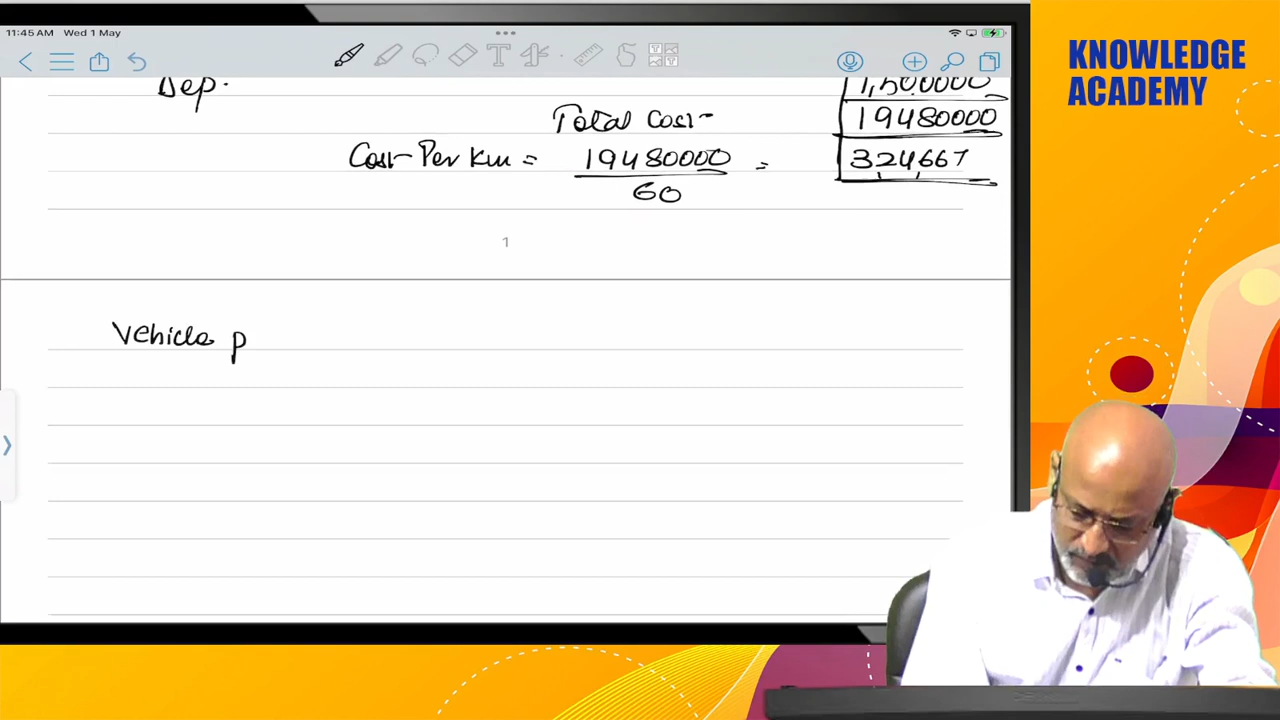 11:45 AM Wed 1 May
KNOWLEDGE
ACADEMY
Dep.
1,500000
Total Cost
19480000
Cost Per Km = 19480000 = 324667
60
1
Vehicle p